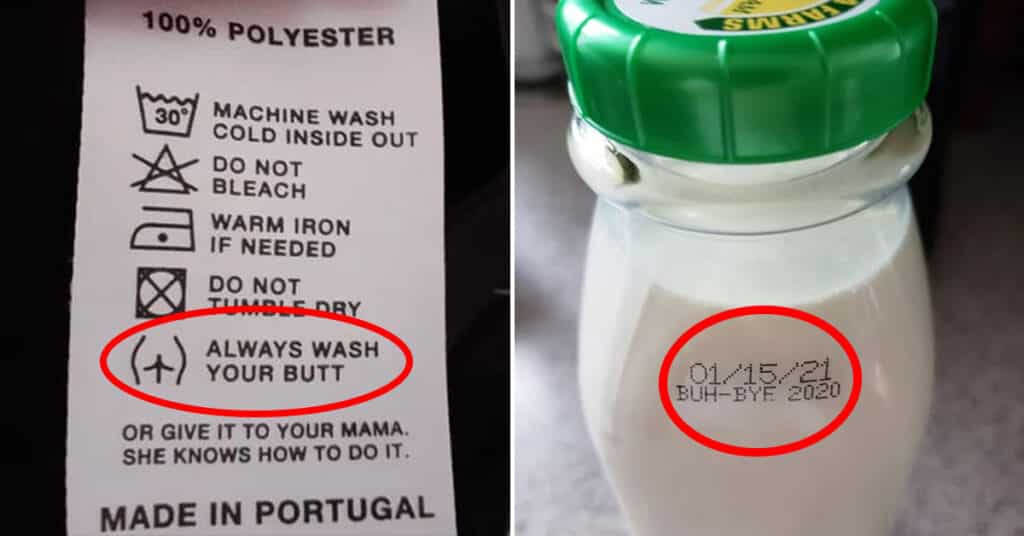 100% POLYESTER
30°
MACHINE WASH
COLD INSIDE OUT
DO NOT
BLEACH
WARM IRON
IF NEEDED
DO NOT
TUMBLE DRY
ALWAYS WASH
YOUR BUTT
OR GIVE IT TO YOUR MAMA.
SHE KNOWS HOW TO DO IT.
MADE IN PORTUGAL
FARMS
01/15/21
BUH-BYE 2020